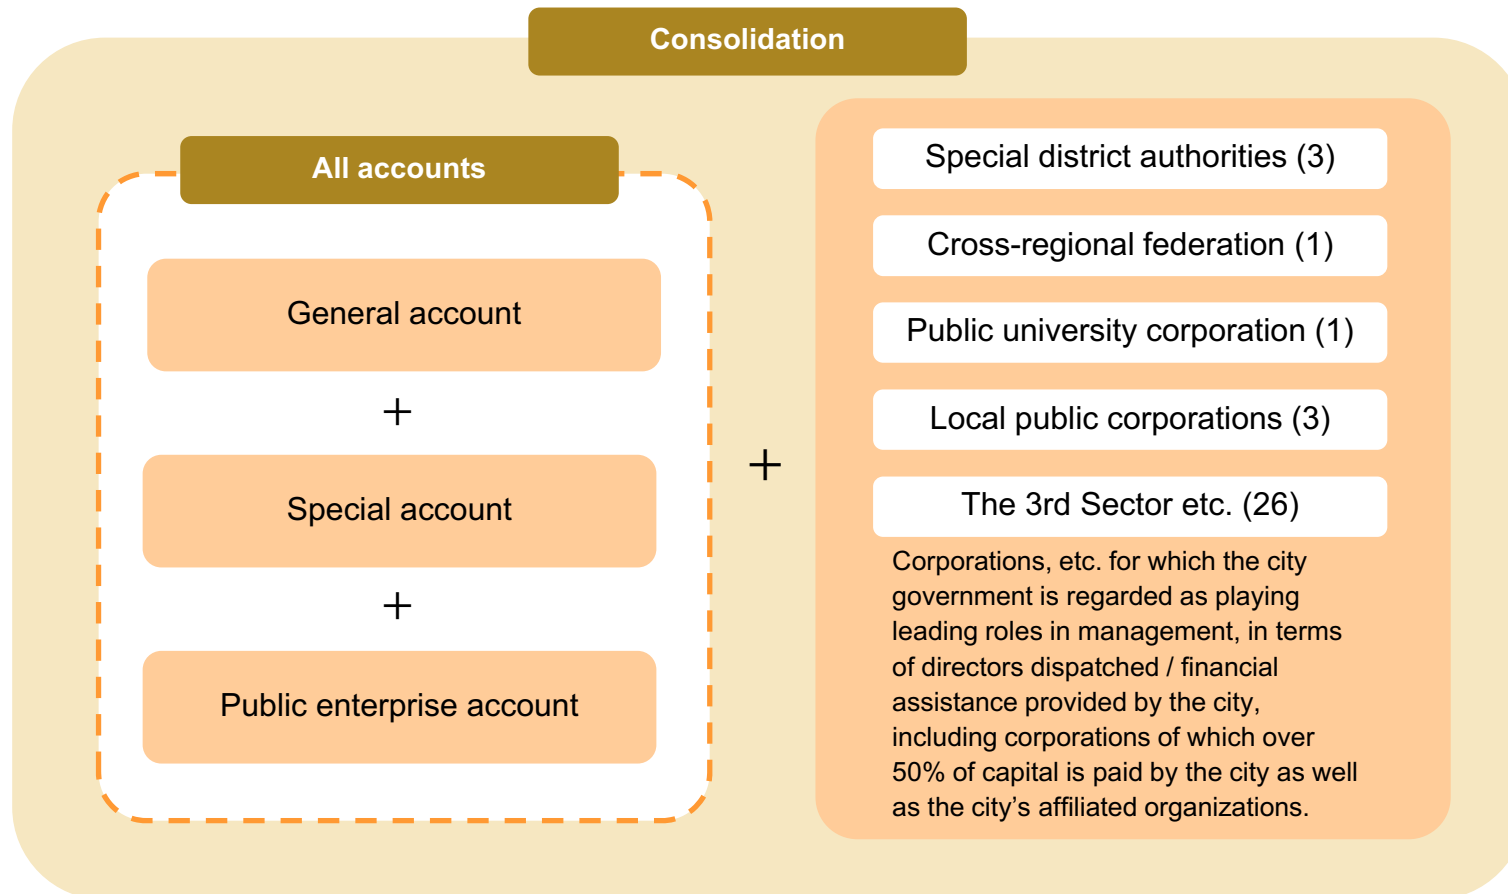 Consolidation
All accounts
General account
+
Special account
+
Public enterprise account
+
Special district authorities (3)
Cross-regional federation (1)
Public university corporation (1)
Local public corporations (3)
The 3rd Sector etc. (26)
Corporations, etc. for which the city
government is regarded as playing
leading roles in management, in terms
of directors dispatched / financial
assistance provided by the city,
including corporations of which over
50% of capital is paid by the city as well
as the city’s affiliated organizations.